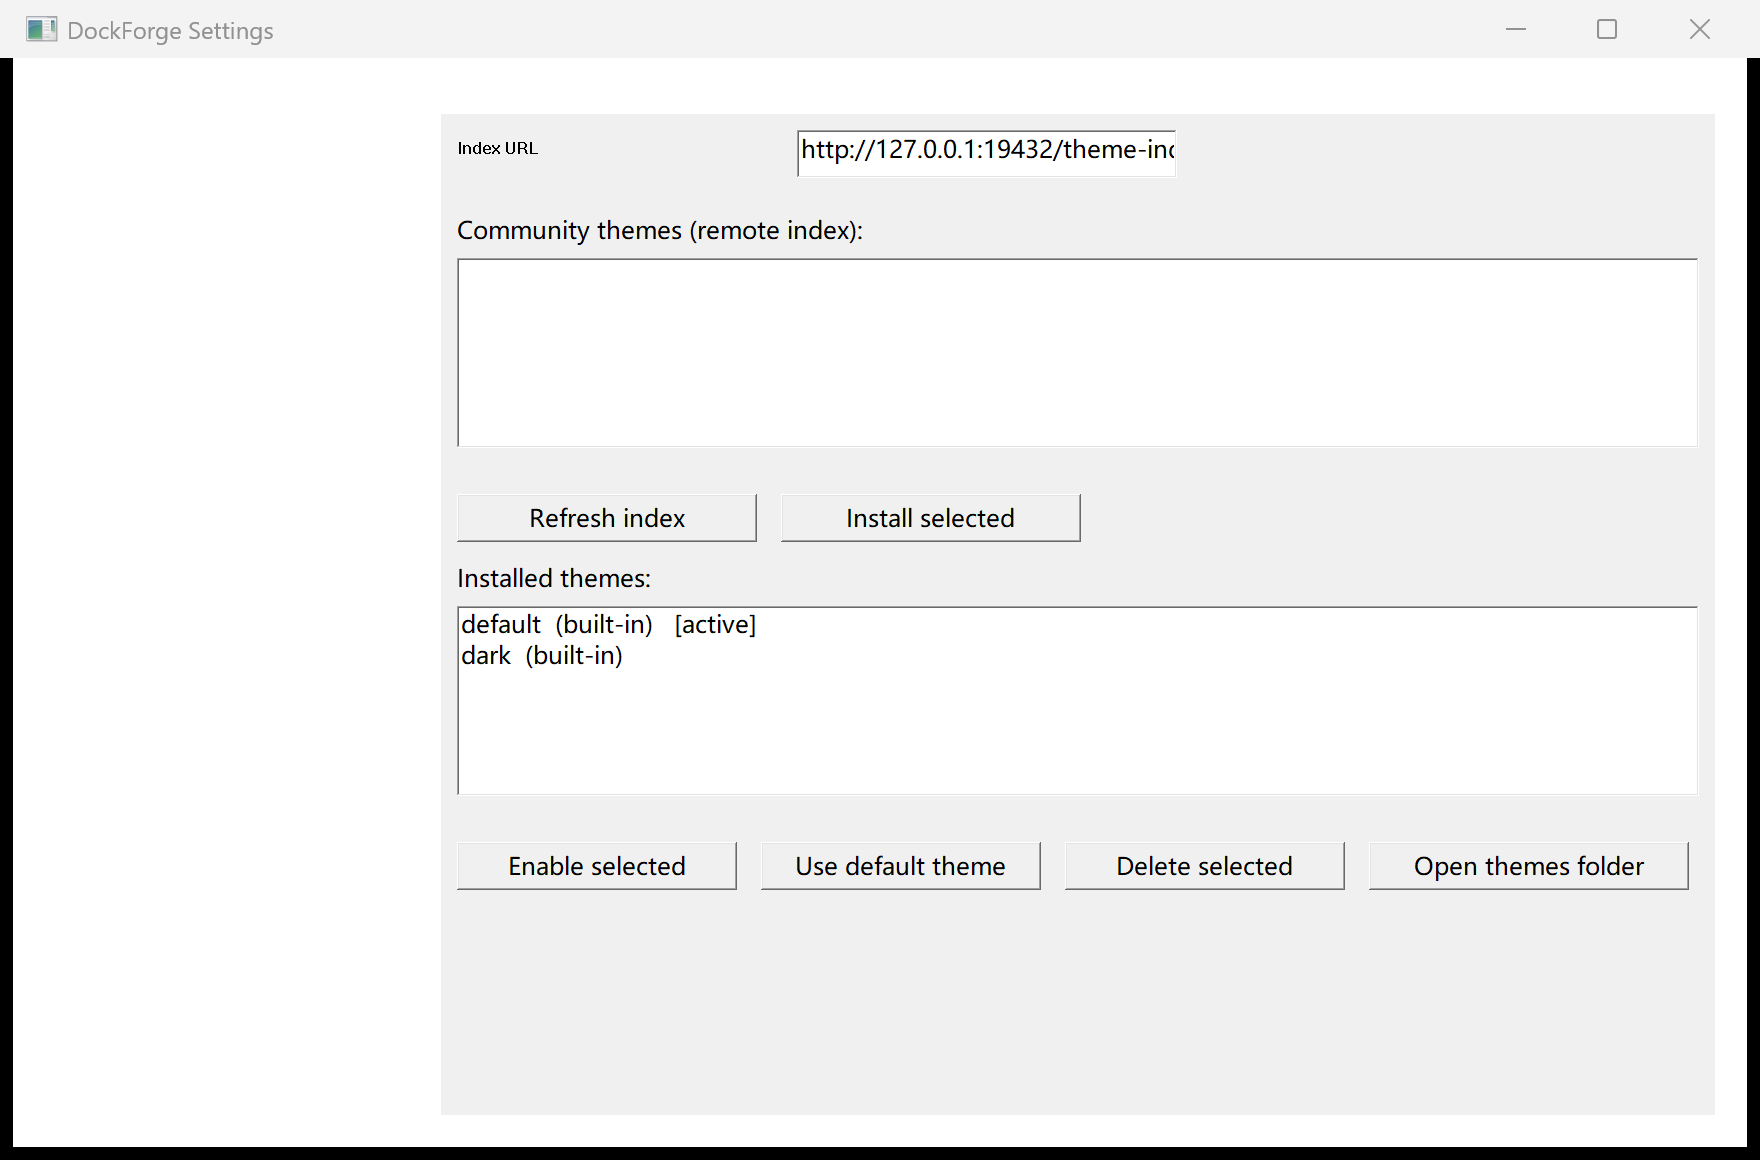 DockForge Settings
Index URL
http://127.0.0.1:19432/theme-inc
Community themes (remote index):
Refresh index
Install selected
Installed themes:
default (built-in) [active]
dark (built-in)
Enable selected
Use default theme
Delete selected
Open themes folder